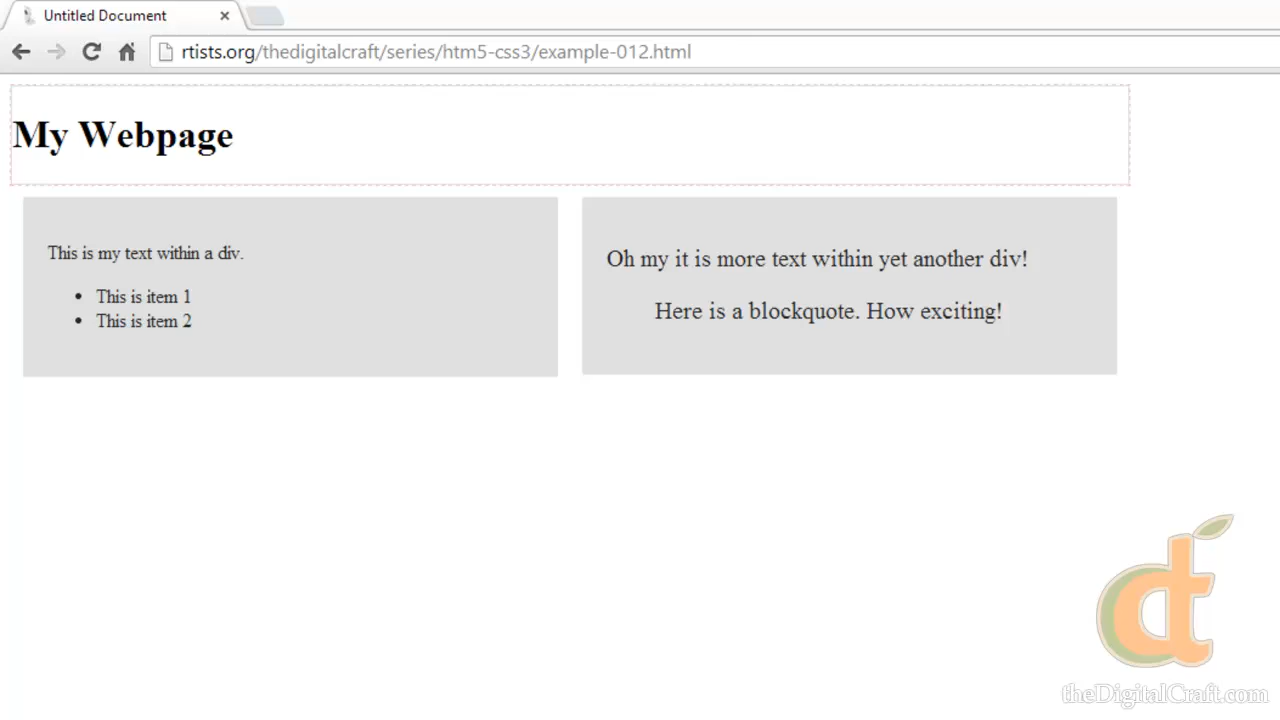 Untitled Document
rtists.org/thedigitalcraft/series/htm5-css3/example-012.html
My Webpage
This is my text within a div.
This is item 1
This is item 2
Oh my it is more text within yet another div!
Here is a blockquote. How exciting!
dt
theDigitalCraft.com